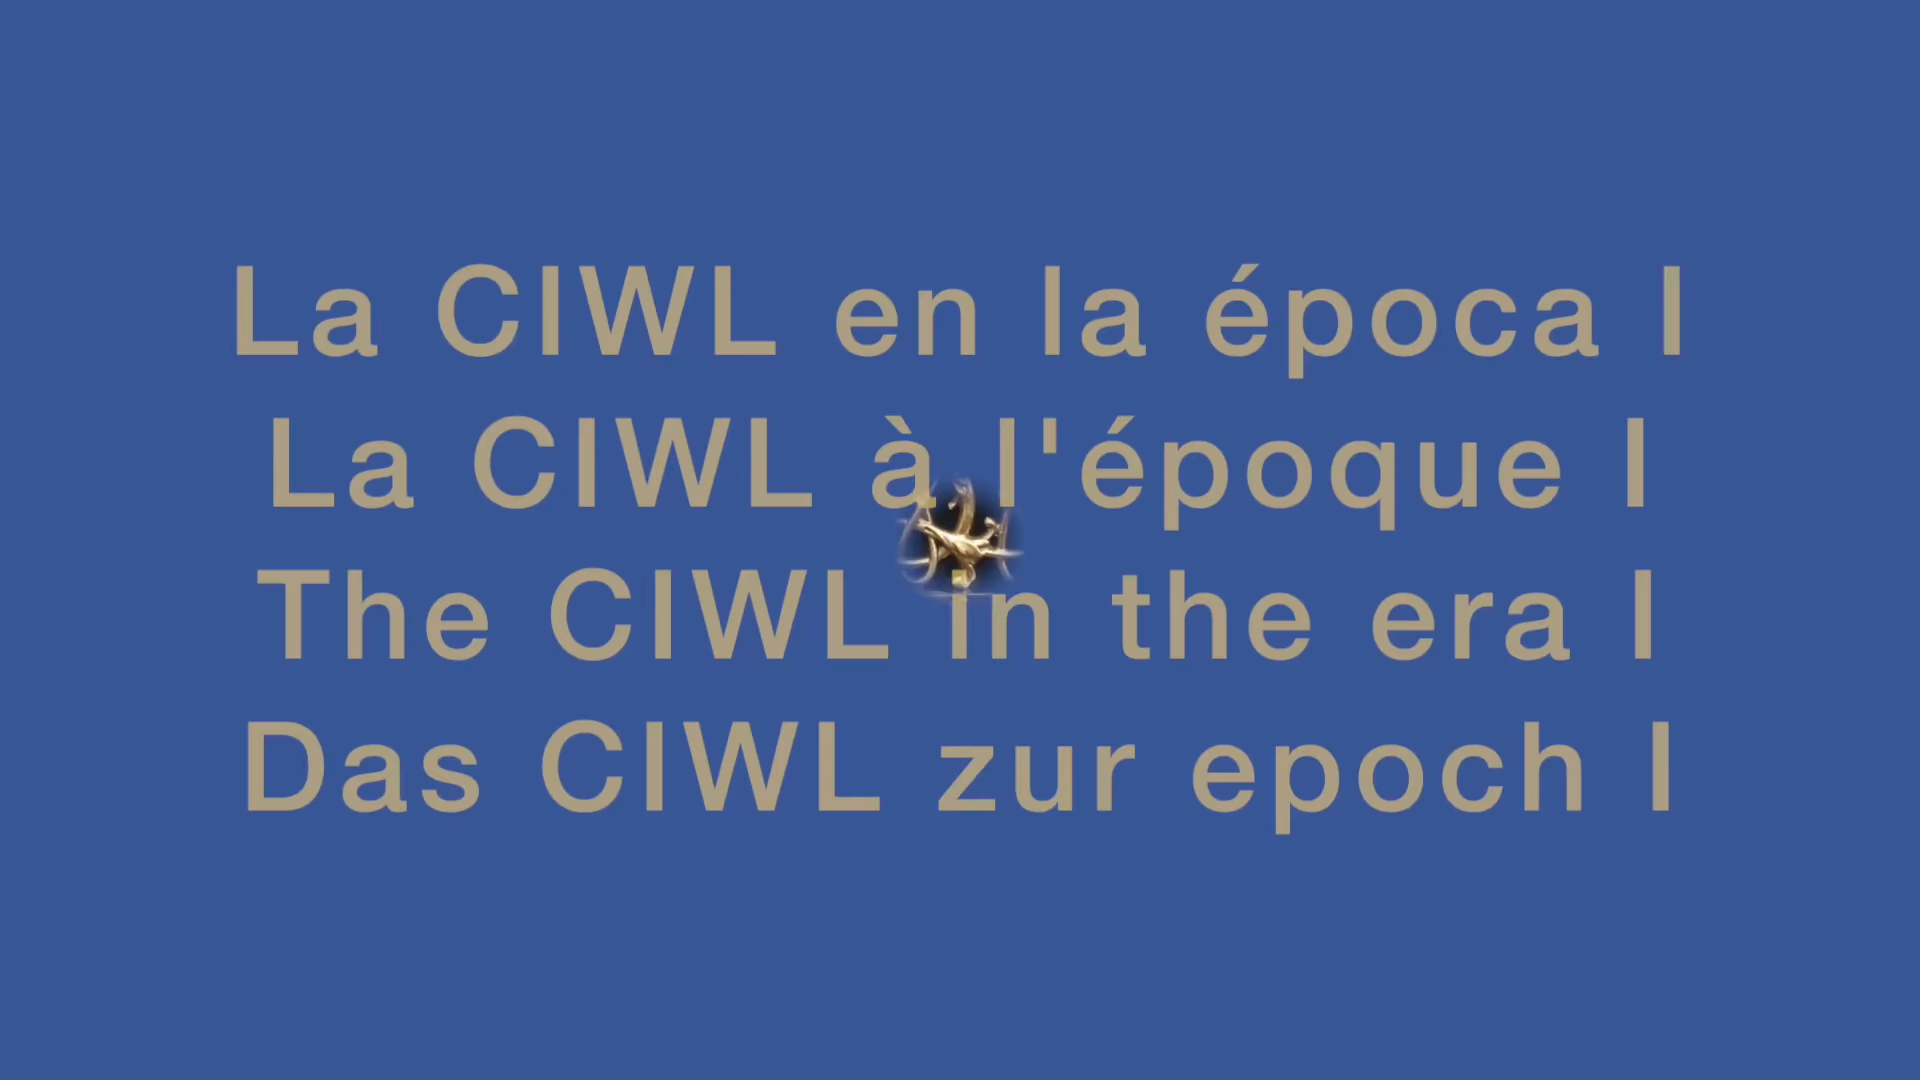 La CIWL en la época I
La CIWL à l'époque I
The CIWL in the era I
Das CIWL zur epoch I